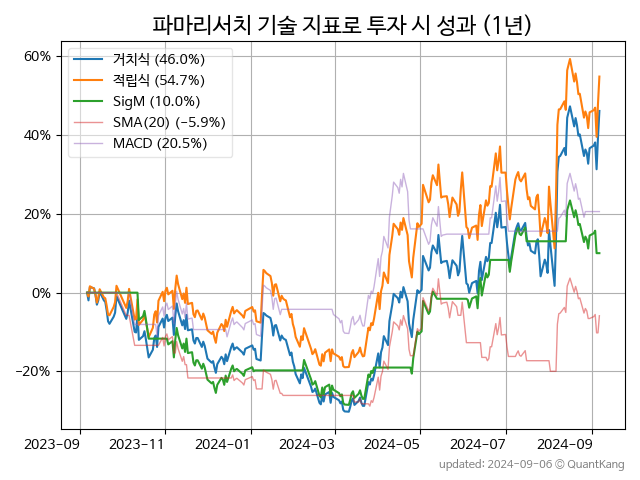 파마리서치 기술 지표로 투자 시 성과 (1년)
거치식 (46.0%)
적립식 (54.7%)
SigM (10.0%)
SMA(20) (−5.9%)
MACD (20.5%)
60%
40%
20%
0%
−20%
2023-09 2023-11 2024-01 2024-03 2024-05 2024-07 2024-09
updated: 2024-09-06 © QuantKang